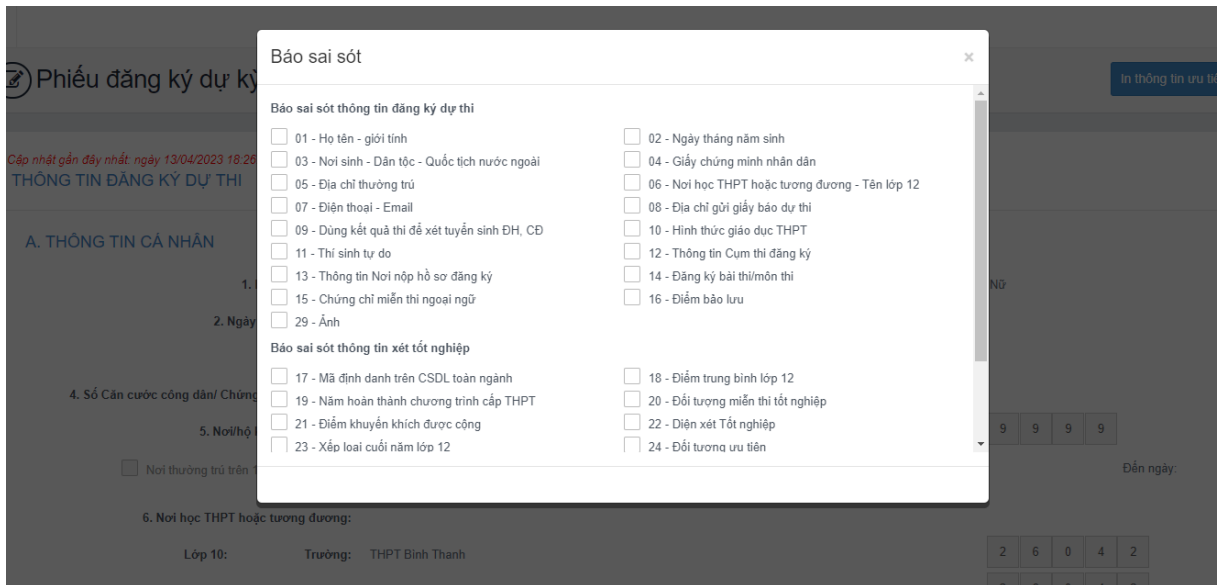 Báo sai sót
×
Phiếu đăng ký dự kỳ
In thông tin ưu tiê
Báo sai sót thông tin đăng ký dự thi
01 - Họ tên - giới tính
02 - Ngày tháng năm sinh
Cập nhật gần đây nhất: ngày 13/04/2023 18:26
03 - Nơi sinh - Dân tộc - Quốc tịch nước ngoài
04 - Giấy chứng minh nhân dân
THÔNG TIN ĐĂNG KÝ DỰ THI
05 - Địa chỉ thường trú
06 - Nơi học THPT hoặc tương đương - Tên lớp 12
07 - Điện thoại - Email
08 - Địa chỉ gửi giấy báo dự thi
09 - Dùng kết quả thi để xét tuyển sinh ĐH, CĐ
10 - Hình thức giáo dục THPT
A. THÔNG TIN CÁ NHÂN
11 - Thí sinh tự do
12 - Thông tin Cụm thi đăng ký
13 - Thông tin Nơi nộp hồ sơ đăng ký
14 - Đăng ký bài thi/môn thi
1.
Nữ
15 - Chứng chỉ miễn thi ngoại ngữ
16 - Điểm bảo lưu
2. Ngày
29 - Ảnh
Báo sai sót thông tin xét tốt nghiệp
17 - Mã định danh trên CSDL toàn ngành
18 - Điểm trung bình lớp 12
4. Số Căn cước công dân/ Chứng
19 - Năm hoàn thành chương trình cấp THPT
20 - Đối tượng miễn thi tốt nghiệp
21 - Điểm khuyến khích được cộng
22 - Diện xét Tốt nghiệp
5. Nơi/hộ
9 9 9 9
23 - Xếp loại cuối năm lớp 12
24 - Đối tượng ưu tiên
Nơi thường trú trên
Đến ngày:
6. Nơi học THPT hoặc tương đương:
Lớp 10: Trường: THPT Bình Thanh
2 6 0 4 2